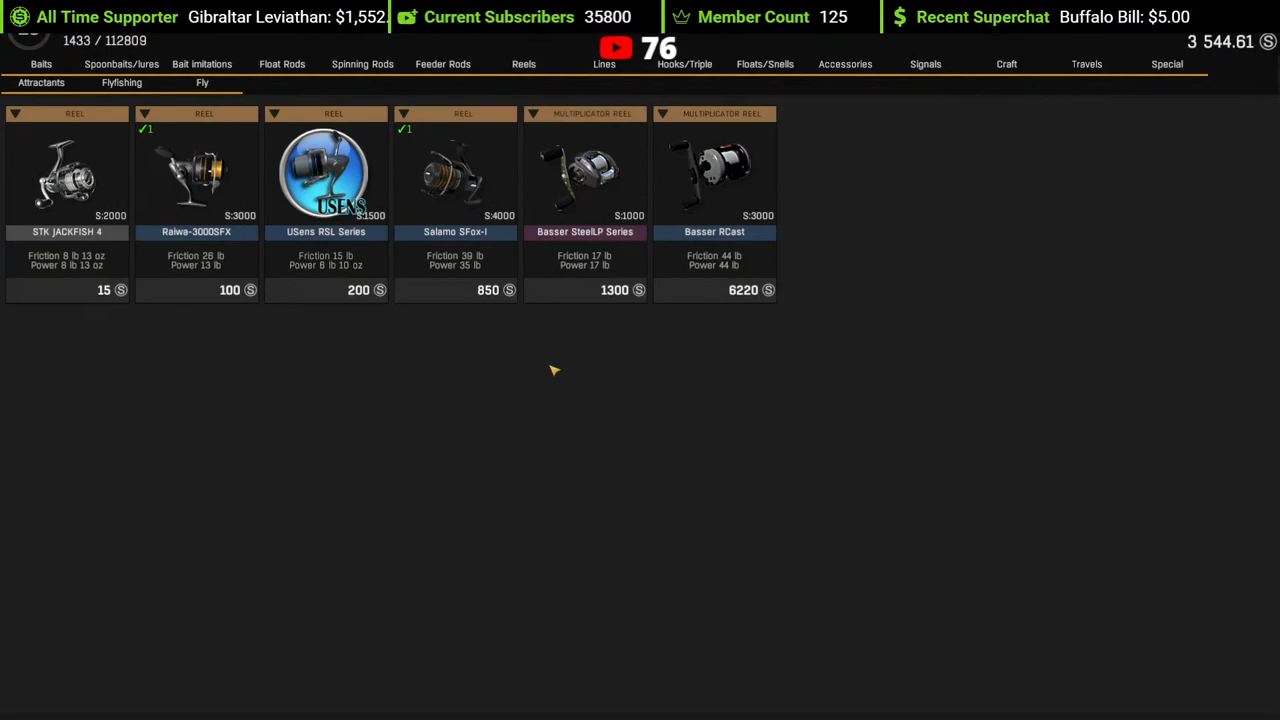 All Time Supporter Gibraltar Leviathan: $1,552. Current Subscribers 35800 Member Count 125 Recent Superchat Buffalo Bill: $5.00
1433 / 112809 76 3 544.61
Baits Spoonbaits/lures Bait imitations Float Rods Spinning Rods Feeder Rods Reels Lines Hooks/Triple Floats/Snells Accessories Signals Craft Travels Special
Attractants Flyfishing Fly
REEL REEL REEL REEL MULTIPLICATOR REEL MULTIPLICATOR REEL
✓1 ✓1
USENS
S:2000 S:3000 S:1500 S:4000 S:1000 S:3000
STK JACKFISH 4 Raiwa-3000SFX USens RSL Series Salamo SFox-I Basser SteelLP Series Basser RCast
Friction 8 lb 13 oz Friction 26 lb Friction 15 lb Friction 39 lb Friction 17 lb Friction 44 lb
Power 8 lb 13 oz Power 13 lb Power 6 lb 10 oz Power 35 lb Power 17 lb Power 44 lb
15 S 100 S 200 S 850 S 1300 S 6220 S